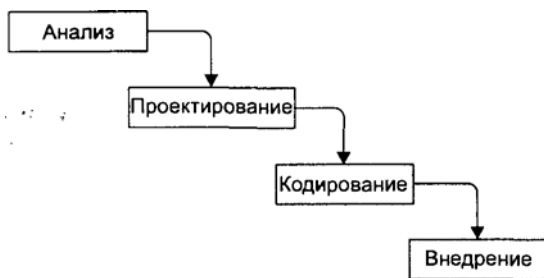 Анализ
Проектирование
Кодирование
Внедрение